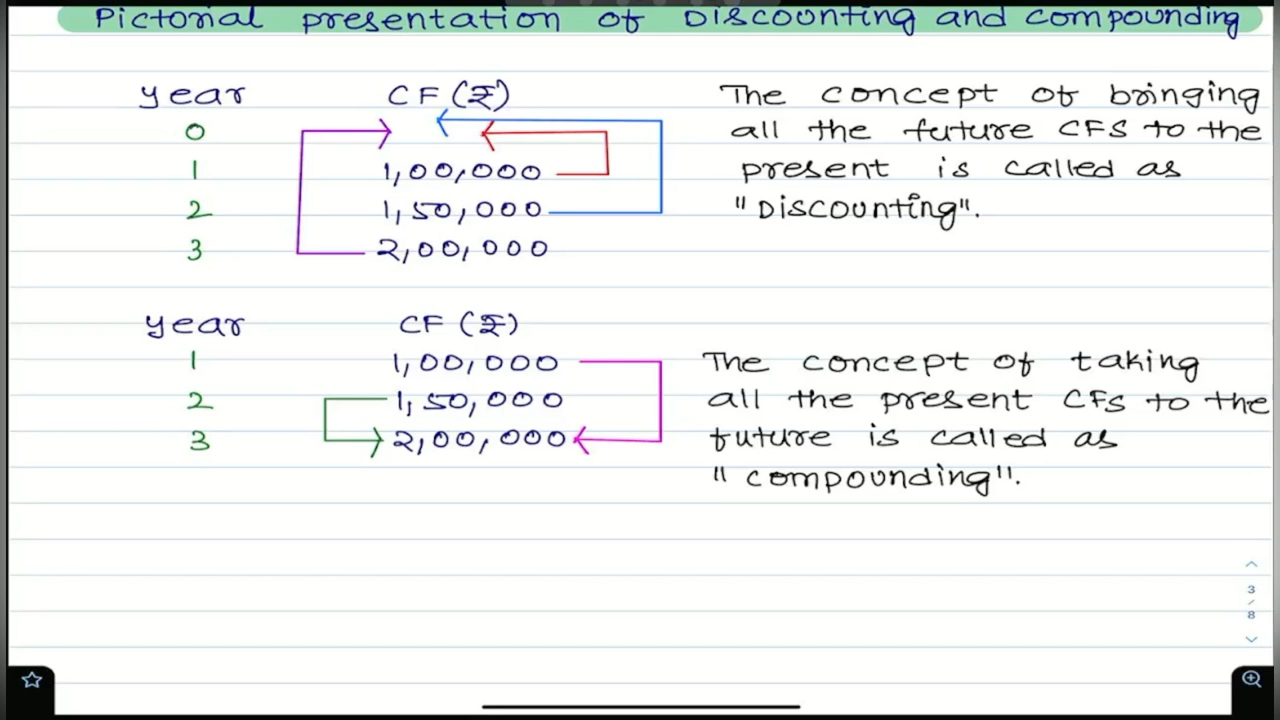 Pictorial presentation of Discounting and compounding
year CF (₹) The concept of bringing
0 all the future CFS to the
1 1,00,000 present is called as
2 1,50,000 "Discounting".
3 2,00,000
year CF (₹)
1 1,00,000 The concept of taking
2 1,50,000 all the present CFS to the
3 2,00,000 future is called as
"compounding".
3
/
8